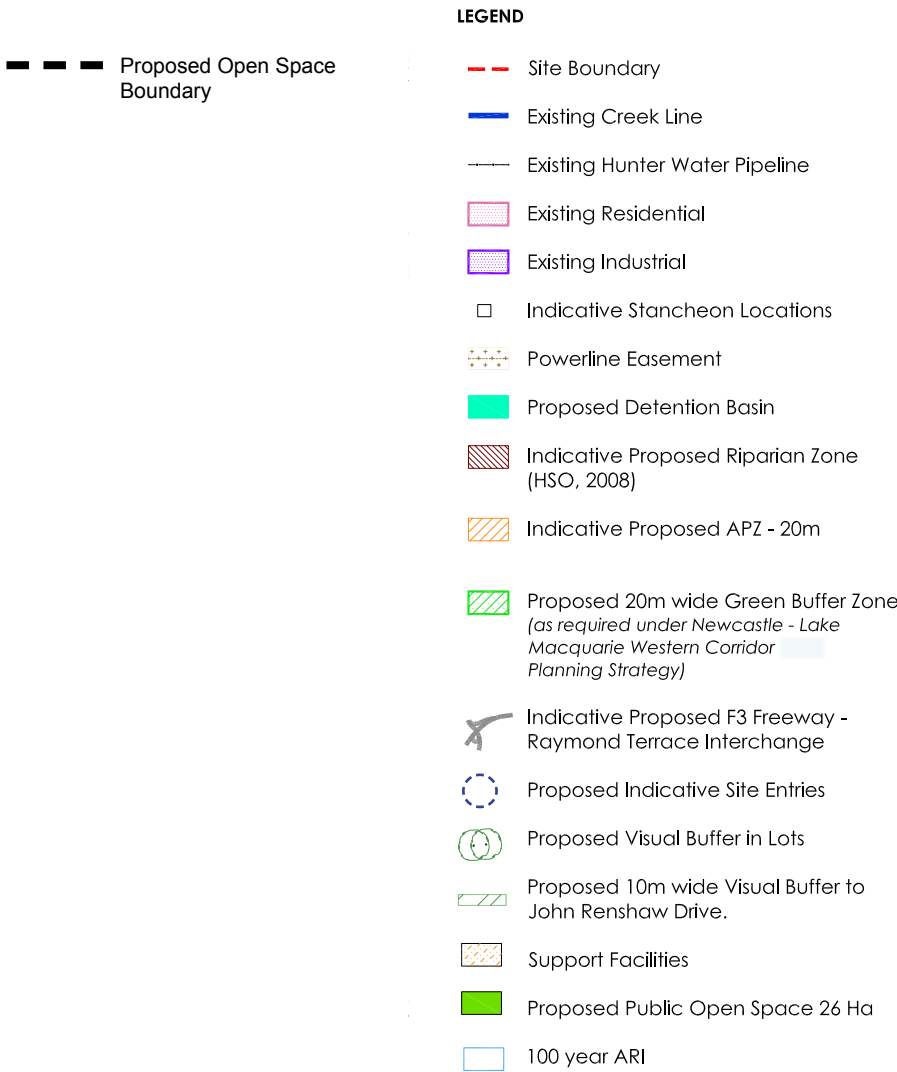 LEGEND
Proposed Open Space
Boundary
Site Boundary
Existing Creek Line
Existing Hunter Water Pipeline
Existing Residential
Existing Industrial
Indicative Stancheon Locations
Powerline Easement
Proposed Detention Basin
Indicative Proposed Riparian Zone
(HSO, 2008)
Indicative Proposed APZ - 20m
Proposed 20m wide Green Buffer Zone
(as required under Newcastle - Lake
Macquarie Western Corridor
Planning Strategy)
Indicative Proposed F3 Freeway -
Raymond Terrace Interchange
Proposed Indicative Site Entries
Proposed Visual Buffer in Lots
Proposed 10m wide Visual Buffer to
John Renshaw Drive.
Support Facilities
Proposed Public Open Space 26 Ha
100 year ARI